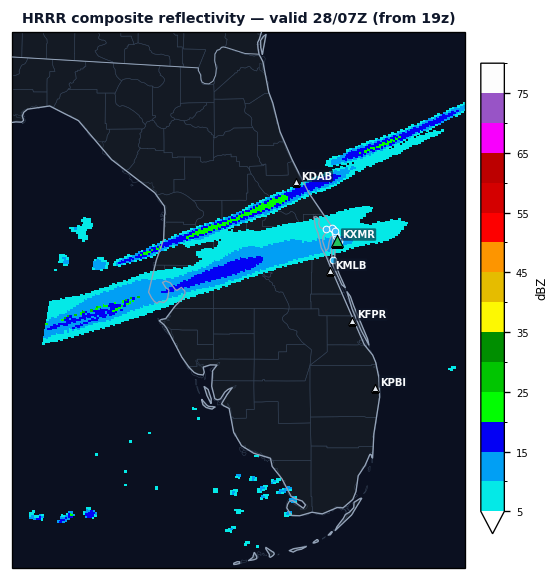 HRRR composite reflectivity — valid 28/07Z (from 19z)
KDAB
KXMR
KMLB
KFPR
KPBI
75
65
55
45
35
25
15
5
dBZ